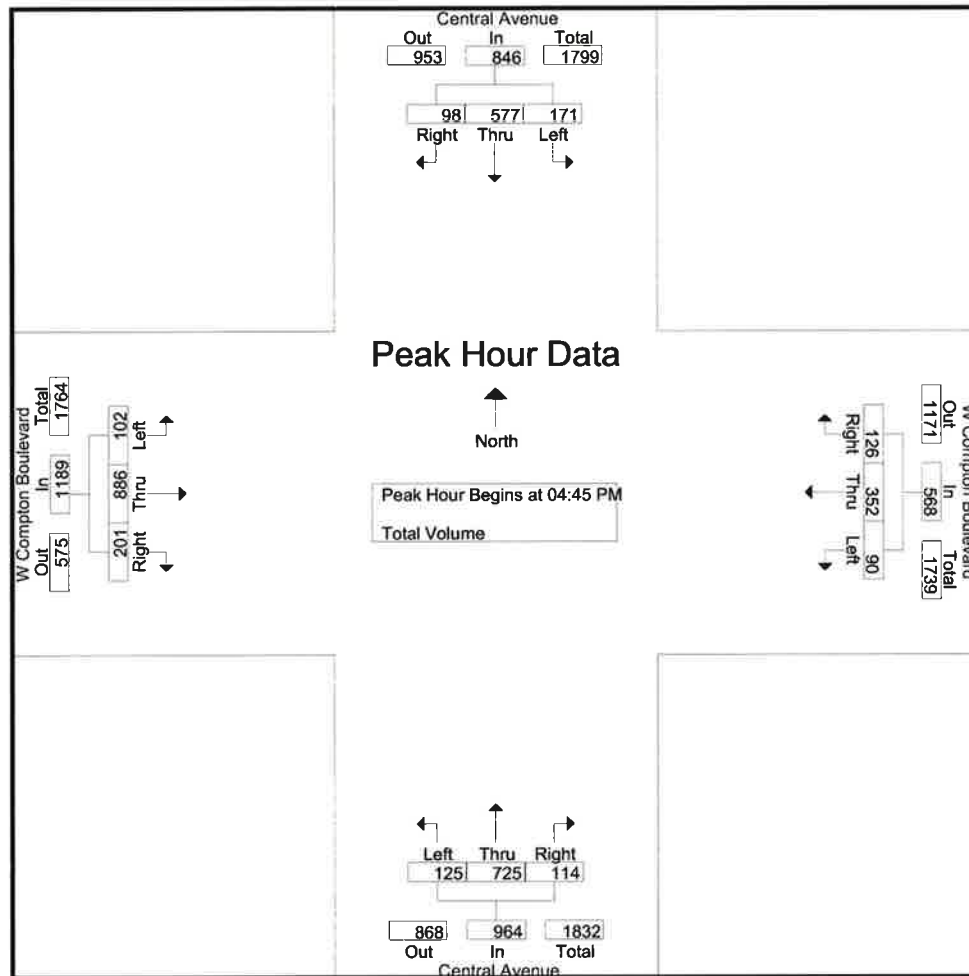 Central Avenue
Out In Total
953 846 1799
98 577 171
Right Thru Left
Peak Hour Data
North
Peak Hour Begins at 04:45 PM
Total Volume
W Compton Boulevard
Total In Out
1764 1189 575
102 886 201
Left Thru Right
W Compton Boulevard
Out In Total
1171 568 1739
126 352 90
Right Thru Left
Left Thru Right
125 725 114
868 964 1832
Out In Total
Central Avenue